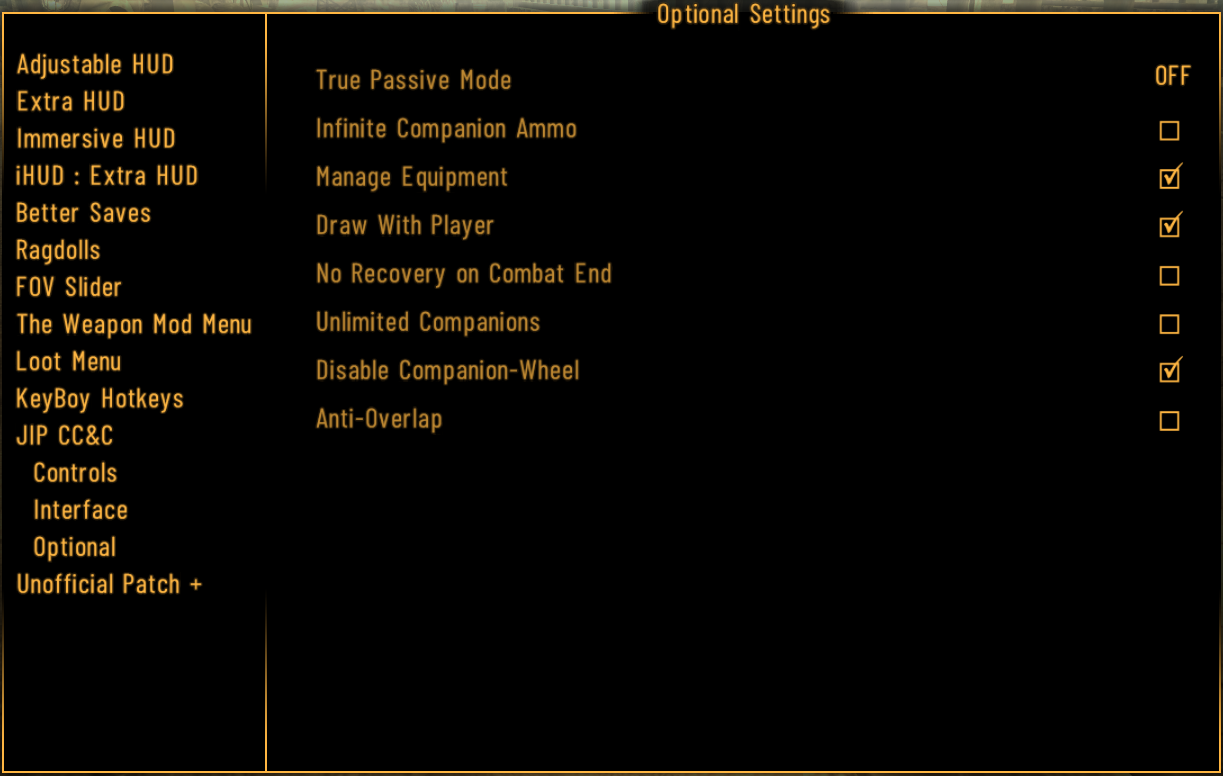 Optional Settings
Adjustable HUD
Extra HUD
Immersive HUD
iHUD : Extra HUD
Better Saves
Ragdolls
FOV Slider
The Weapon Mod Menu
Loot Menu
KeyBoy Hotkeys
JIP CC&C
Controls
Interface
Optional
Unofficial Patch +
True Passive Mode OFF
Infinite Companion Ammo
Manage Equipment
Draw With Player
No Recovery on Combat End
Unlimited Companions
Disable Companion-Wheel
Anti-Overlap